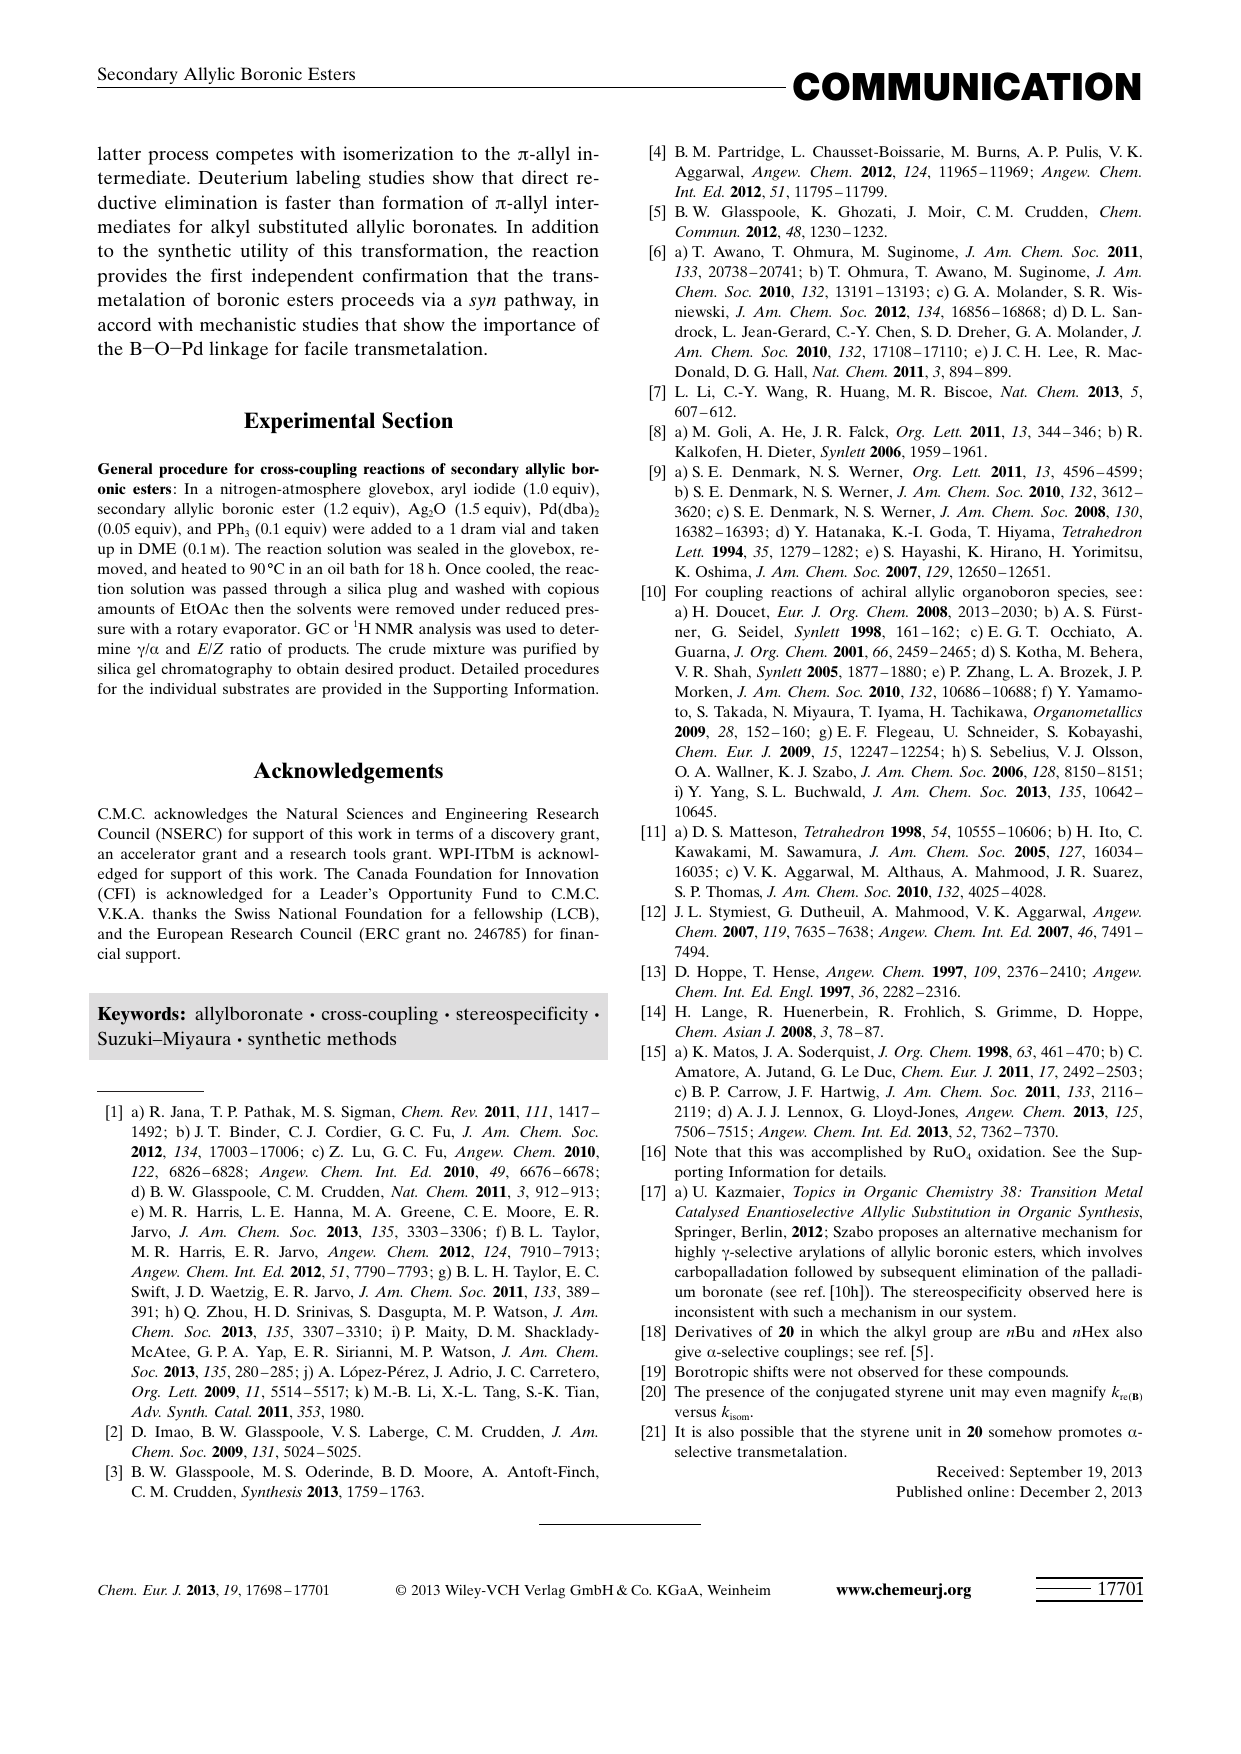 Secondary Allylic Boronic Esters
COMMUNICATION
latter process competes with isomerization to the π-allyl in-
termediate. Deuterium labeling studies show that direct re-
ductive elimination is faster than formation of π-allyl inter-
mediates for alkyl substituted allylic boronates. In addition
to the synthetic utility of this transformation, the reaction
provides the first independent confirmation that the trans-
metalation of boronic esters proceeds via a syn pathway, in
accord with mechanistic studies that show the importance of
the B−O−Pd linkage for facile transmetalation.
Experimental Section
General procedure for cross-coupling reactions of secondary allylic bor-
onic esters: In a nitrogen-atmosphere glovebox, aryl iodide (1.0 equiv),
secondary allylic boronic ester (1.2 equiv), Ag₂O (1.5 equiv), Pd(dba)₂
(0.05 equiv), and PPh₃ (0.1 equiv) were added to a 1 dram vial and taken
up in DME (0.1 M). The reaction solution was sealed in the glovebox, re-
moved, and heated to 90 °C in an oil bath for 18 h. Once cooled, the reac-
tion solution was passed through a silica plug and washed with copious
amounts of EtOAc then the solvents were removed under reduced pres-
sure with a rotary evaporator. GC or ¹H NMR analysis was used to deter-
mine γ/α and E/Z ratio of products. The crude mixture was purified by
silica gel chromatography to obtain desired product. Detailed procedures
for the individual substrates are provided in the Supporting Information.
Acknowledgements
C.M.C. acknowledges the Natural Sciences and Engineering Research
Council (NSERC) for support of this work in terms of a discovery grant,
an accelerator grant and a research tools grant. WPI-ITbM is acknowl-
edged for support of this work. The Canada Foundation for Innovation
(CFI) is acknowledged for a Leader's Opportunity Fund to C.M.C.
V.K.A. thanks the Swiss National Foundation for a fellowship (LCB),
and the European Research Council (ERC grant no. 246785) for finan-
cial support.
Keywords: allylboronate · cross-coupling · stereospecificity ·
Suzuki–Miyaura · synthetic methods
[1] a) R. Jana, T. P. Pathak, M. S. Sigman, Chem. Rev. 2011, 111, 1417–
1492; b) J. T. Binder, C. J. Cordier, G. C. Fu, J. Am. Chem. Soc.
2012, 134, 17003–17006; c) Z. Lu, G. C. Fu, Angew. Chem. 2010,
122, 6826–6828; Angew. Chem. Int. Ed. 2010, 49, 6676–6678;
d) B. W. Glasspoole, C. M. Crudden, Nat. Chem. 2011, 3, 912–913;
e) M. R. Harris, L. E. Hanna, M. A. Greene, C. E. Moore, E. R.
Jarvo, J. Am. Chem. Soc. 2013, 135, 3303–3306; f) B. L. Taylor,
M. R. Harris, E. R. Jarvo, Angew. Chem. 2012, 124, 7910–7913;
Angew. Chem. Int. Ed. 2012, 51, 7790–7793; g) B. L. H. Taylor, E. C.
Swift, J. D. Waetzig, E. R. Jarvo, J. Am. Chem. Soc. 2011, 133, 389–
391; h) Q. Zhou, H. D. Srinivas, S. Dasgupta, M. P. Watson, J. Am.
Chem. Soc. 2013, 135, 3307–3310; i) P. Maity, D. M. Shacklady-
McAtee, G. P. A. Yap, E. R. Sirianni, M. P. Watson, J. Am. Chem.
Soc. 2013, 135, 280–285; j) A. López-Pérez, J. Adrio, J. C. Carretero,
Org. Lett. 2009, 11, 5514–5517; k) M.-B. Li, X.-L. Tang, S.-K. Tian,
Adv. Synth. Catal. 2011, 353, 1980.
[2] D. Imao, B. W. Glasspoole, V. S. Laberge, C. M. Crudden, J. Am.
Chem. Soc. 2009, 131, 5024–5025.
[3] B. W. Glasspoole, M. S. Oderinde, B. D. Moore, A. Antoft-Finch,
C. M. Crudden, Synthesis 2013, 1759–1763.
[4] B. M. Partridge, L. Chausset-Boissarie, M. Burns, A. P. Pulis, V. K.
Aggarwal, Angew. Chem. 2012, 124, 11965–11969; Angew. Chem.
Int. Ed. 2012, 51, 11795–11799.
[5] B. W. Glasspoole, K. Ghozati, J. Moir, C. M. Crudden, Chem.
Commun. 2012, 48, 1230–1232.
[6] a) T. Awano, T. Ohmura, M. Suginome, J. Am. Chem. Soc. 2011,
133, 20738–20741; b) T. Ohmura, T. Awano, M. Suginome, J. Am.
Chem. Soc. 2010, 132, 13191–13193; c) G. A. Molander, S. R. Wis-
niewski, J. Am. Chem. Soc. 2012, 134, 16856–16868; d) D. L. San-
drock, L. Jean-Gerard, C.-Y. Chen, S. D. Dreher, G. A. Molander, J.
Am. Chem. Soc. 2010, 132, 17108–17110; e) J. C. H. Lee, R. Mac-
Donald, D. G. Hall, Nat. Chem. 2011, 3, 894–899.
[7] L. Li, C.-Y. Wang, R. Huang, M. R. Biscoe, Nat. Chem. 2013, 5,
607–612.
[8] a) M. Goli, A. He, J. R. Falck, Org. Lett. 2011, 13, 344–346; b) R.
Kalkofen, H. Dieter, Synlett 2006, 1959–1961.
[9] a) S. E. Denmark, N. S. Werner, Org. Lett. 2011, 13, 4596–4599;
b) S. E. Denmark, N. S. Werner, J. Am. Chem. Soc. 2010, 132, 3612–
3620; c) S. E. Denmark, N. S. Werner, J. Am. Chem. Soc. 2008, 130,
16382–16393; d) Y. Hatanaka, K.-I. Goda, T. Hiyama, Tetrahedron
Lett. 1994, 35, 1279–1282; e) S. Hayashi, K. Hirano, H. Yorimitsu,
K. Oshima, J. Am. Chem. Soc. 2007, 129, 12650–12651.
[10] For coupling reactions of achiral allylic organoboron species, see:
a) H. Doucet, Eur. J. Org. Chem. 2008, 2013–2030; b) A. S. Fürst-
ner, G. Seidel, Synlett 1998, 161–162; c) E. G. T. Occhiato, A.
Guarna, J. Org. Chem. 2001, 66, 2459–2465; d) S. Kotha, M. Behera,
V. R. Shah, Synlett 2005, 1877–1880; e) P. Zhang, L. A. Brozek, J. P.
Morken, J. Am. Chem. Soc. 2010, 132, 10686–10688; f) Y. Yamamo-
to, S. Takada, N. Miyaura, T. Iyama, H. Tachikawa, Organometallics
2009, 28, 152–160; g) E. F. Flegeau, U. Schneider, S. Kobayashi,
Chem. Eur. J. 2009, 15, 12247–12254; h) S. Sebelius, V. J. Olsson,
O. A. Wallner, K. J. Szabo, J. Am. Chem. Soc. 2006, 128, 8150–8151;
i) Y. Yang, S. L. Buchwald, J. Am. Chem. Soc. 2013, 135, 10642–
10645.
[11] a) D. S. Matteson, Tetrahedron 1998, 54, 10555–10606; b) H. Ito, C.
Kawakami, M. Sawamura, J. Am. Chem. Soc. 2005, 127, 16034–
16035; c) V. K. Aggarwal, M. Althaus, A. Mahmood, J. R. Suarez,
S. P. Thomas, J. Am. Chem. Soc. 2010, 132, 4025–4028.
[12] J. L. Stymiest, G. Dutheuil, A. Mahmood, V. K. Aggarwal, Angew.
Chem. 2007, 119, 7635–7638; Angew. Chem. Int. Ed. 2007, 46, 7491–
7494.
[13] D. Hoppe, T. Hense, Angew. Chem. 1997, 109, 2376–2410; Angew.
Chem. Int. Ed. Engl. 1997, 36, 2282–2316.
[14] H. Lange, R. Huenerbein, R. Frohlich, S. Grimme, D. Hoppe,
Chem. Asian J. 2008, 3, 78–87.
[15] a) K. Matos, J. A. Soderquist, J. Org. Chem. 1998, 63, 461–470; b) C.
Amatore, A. Jutand, G. Le Duc, Chem. Eur. J. 2011, 17, 2492–2503;
c) B. P. Carrow, J. F. Hartwig, J. Am. Chem. Soc. 2011, 133, 2116–
2119; d) A. J. J. Lennox, G. Lloyd-Jones, Angew. Chem. 2013, 125,
7506–7515; Angew. Chem. Int. Ed. 2013, 52, 7362–7370.
[16] Note that this was accomplished by RuO₄ oxidation. See the Sup-
porting Information for details.
[17] a) U. Kazmaier, Topics in Organic Chemistry 38: Transition Metal
Catalysed Enantioselective Allylic Substitution in Organic Synthesis,
Springer, Berlin, 2012; Szabo proposes an alternative mechanism for
highly γ-selective arylations of allylic boronic esters, which involves
carbopalladation followed by subsequent elimination of the palladi-
um boronate (see ref. [10h]). The stereospecificity observed here is
inconsistent with such a mechanism in our system.
[18] Derivatives of 20 in which the alkyl group are nBu and nHex also
give α-selective couplings; see ref. [5].
[19] Borotropic shifts were not observed for these compounds.
[20] The presence of the conjugated styrene unit may even magnify k re(B)
versus k isom.
[21] It is also possible that the styrene unit in 20 somehow promotes α-
selective transmetalation.
Received: September 19, 2013
Published online: December 2, 2013
Chem. Eur. J. 2013, 19, 17698–17701
© 2013 Wiley-VCH Verlag GmbH & Co. KGaA, Weinheim
www.chemeurj.org
17701